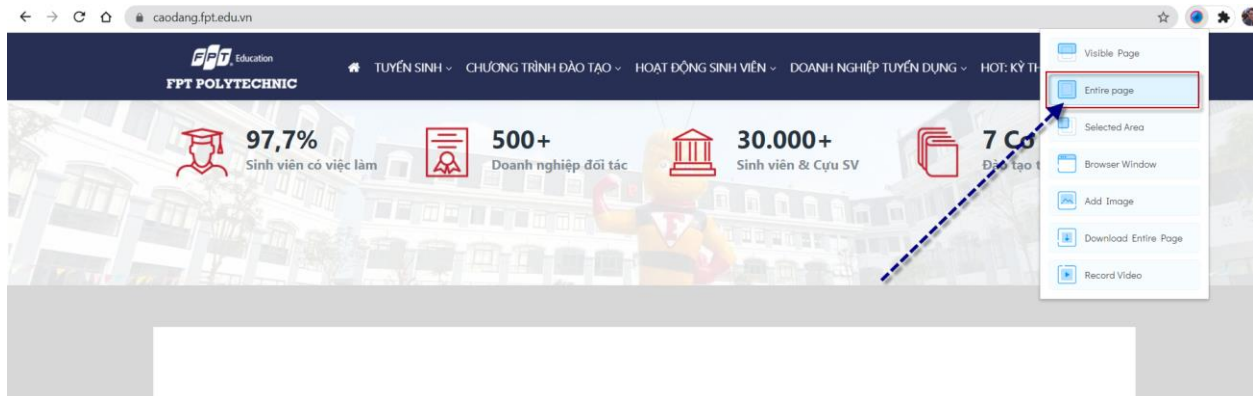 caodang.fpt.edu.vn
FPT Education
FPT POLYTECHNIC
TUYỂN SINH
CHƯƠNG TRÌNH ĐÀO TẠO
HOẠT ĐỘNG SINH VIÊN
DOANH NGHIỆP TUYỂN DỤNG
HOT: KỲ TH
97,7%
Sinh viên có việc làm
500+
Doanh nghiệp đối tác
30.000+
Sinh viên & Cựu SV
7 Cơ
Đào tạo t
Visible Page
Entire page
Selected Area
Browser Window
Add Image
Download Entire Page
Record Video